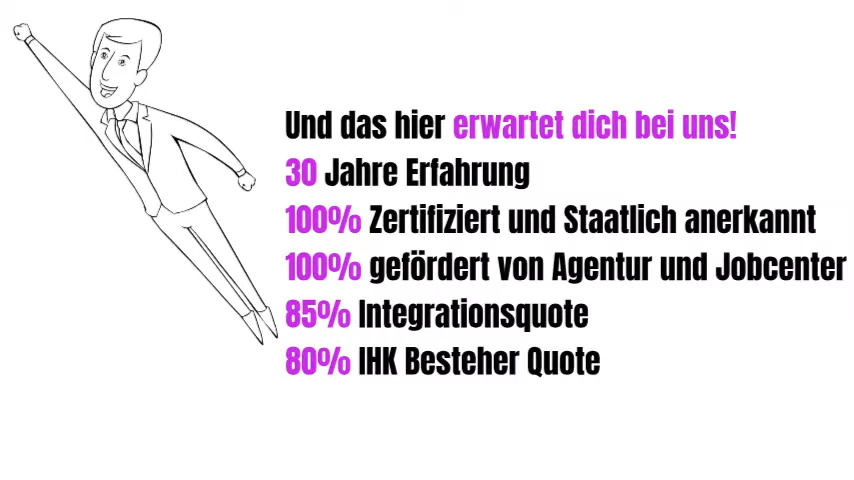 Und das hier erwartet dich bei uns!
30 Jahre Erfahrung
100% Zertifiziert und Staatlich anerkannt
100% gefördert von Agentur und Jobcenter
85% Integrationsquote
80% IHK Besteher Quote